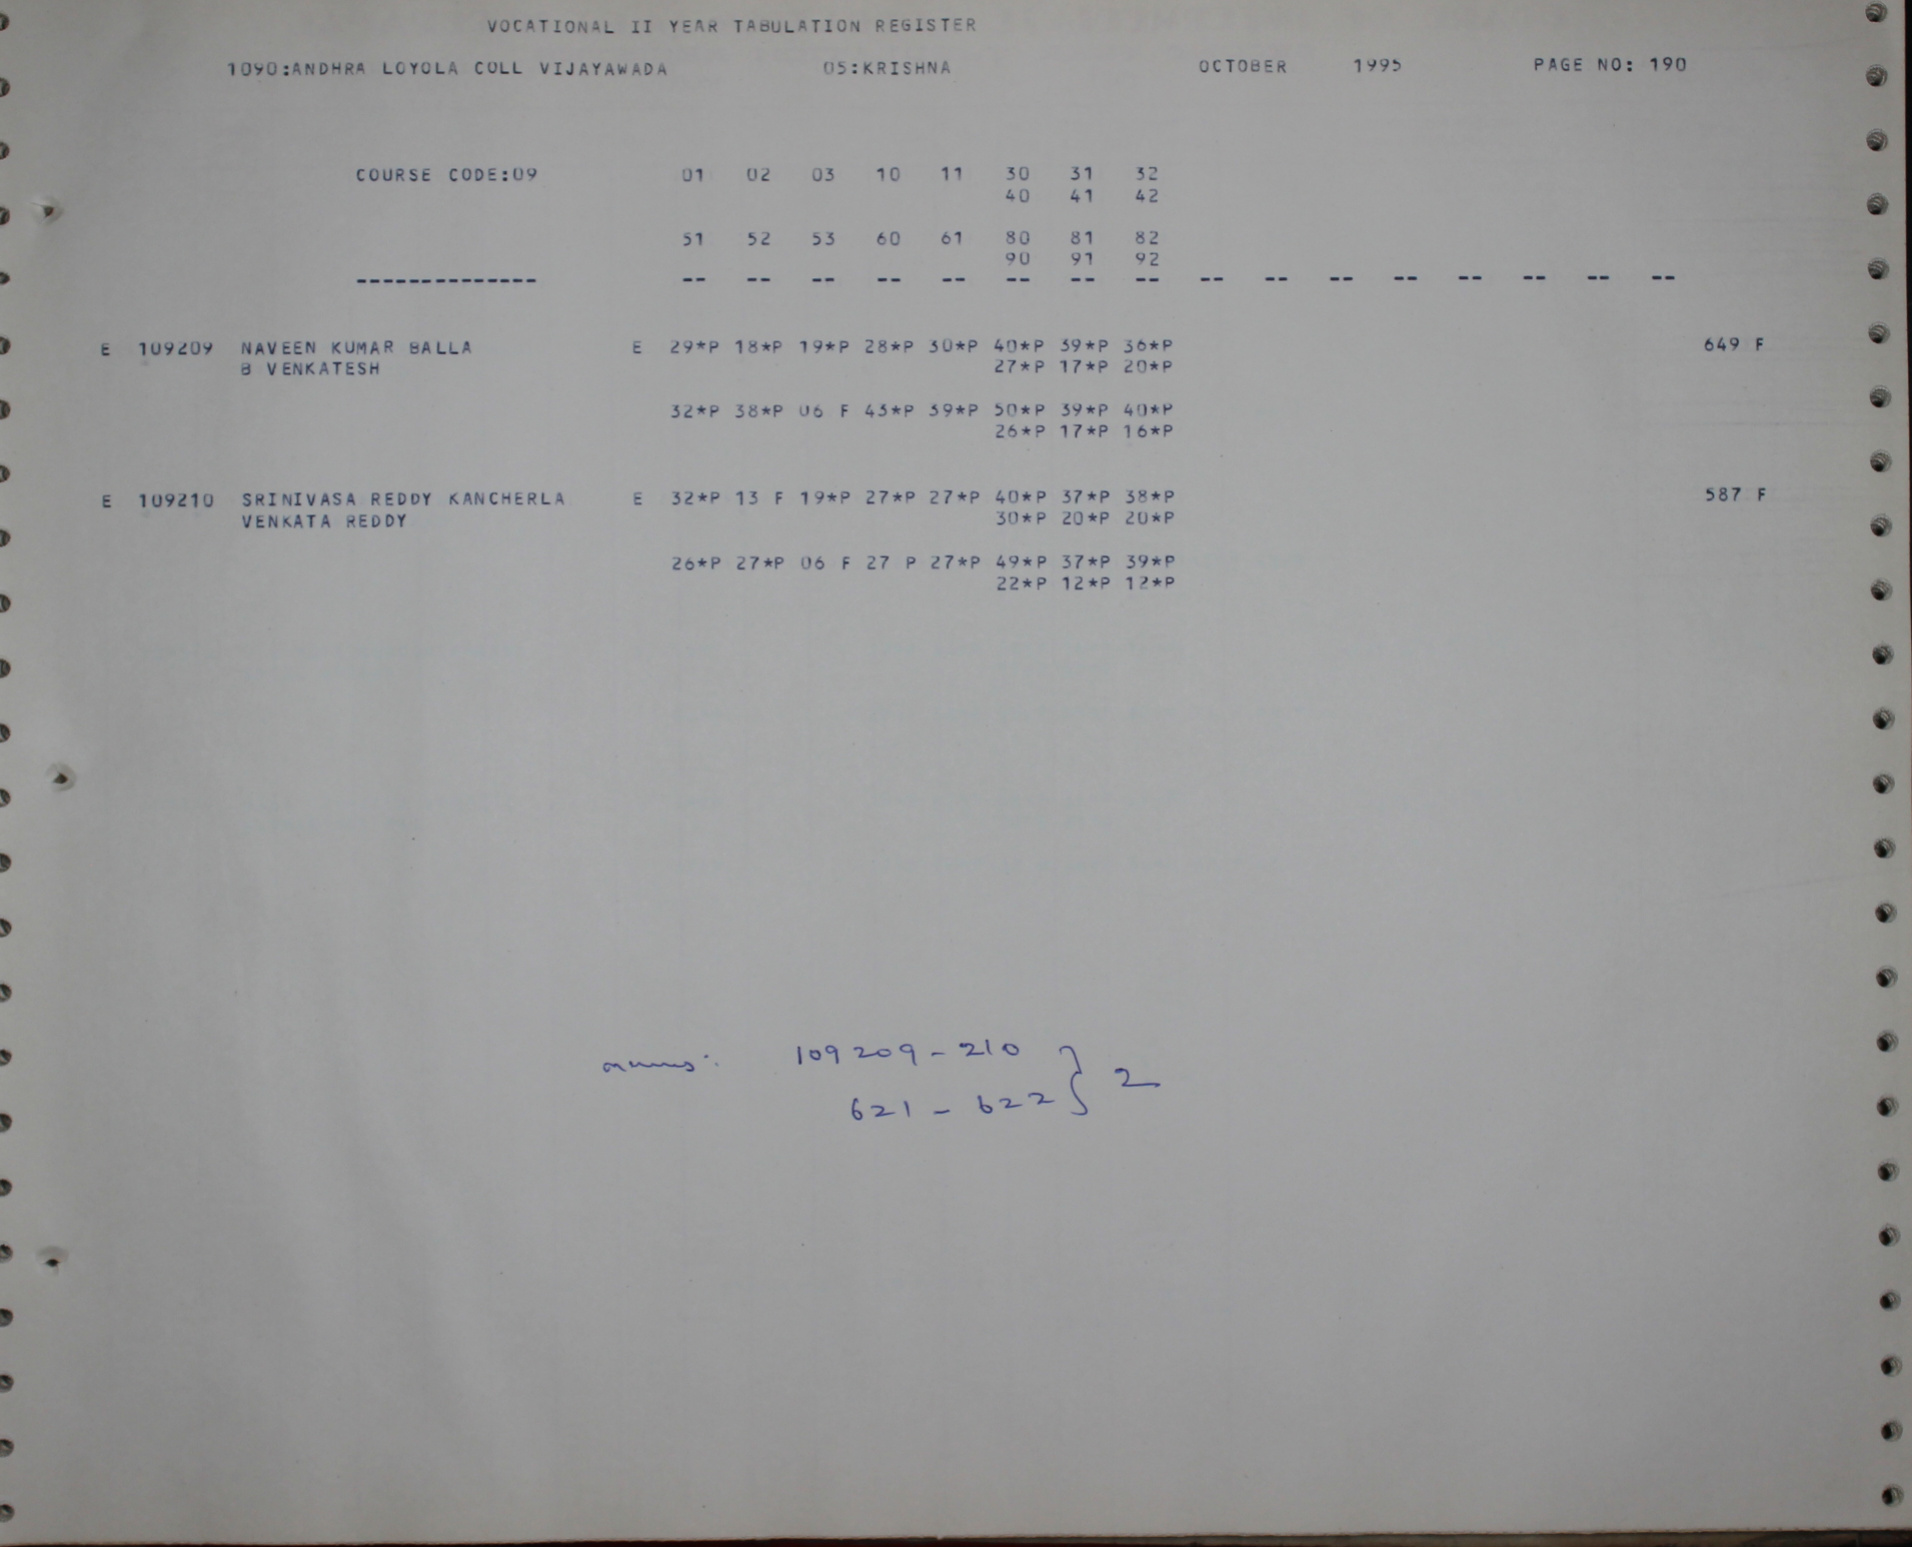 VOCATIONAL II YEAR TABULATION REGISTER
1090:ANDHRA LOYOLA COLL VIJAYAWADA 05:KRISHNA OCTOBER 1995 PAGE NO: 190
COURSE CODE:09 01 02 03 10 11 30 31 32
40 41 42
51 52 53 60 61 80 81 82
90 91 92
-------------- -- -- -- -- -- -- -- -- -- -- -- -- -- -- -- --
E 109209 NAVEEN KUMAR BALLA E 29*P 18*P 19*P 28*P 30*P 40*P 39*P 36*P 649 F
B VENKATESH 27*P 17*P 20*P
32*P 38*P 06 F 43*P 39*P 50*P 39*P 40*P
26*P 17*P 16*P
E 109210 SRINIVASA REDDY KANCHERLA E 32*P 13 F 19*P 27*P 27*P 40*P 37*P 38*P 587 F
VENKATA REDDY 30*P 20*P 20*P
26*P 27*P 06 F 27 P 27*P 49*P 37*P 39*P
22*P 12*P 12*P
109209-210
621-622 } 2